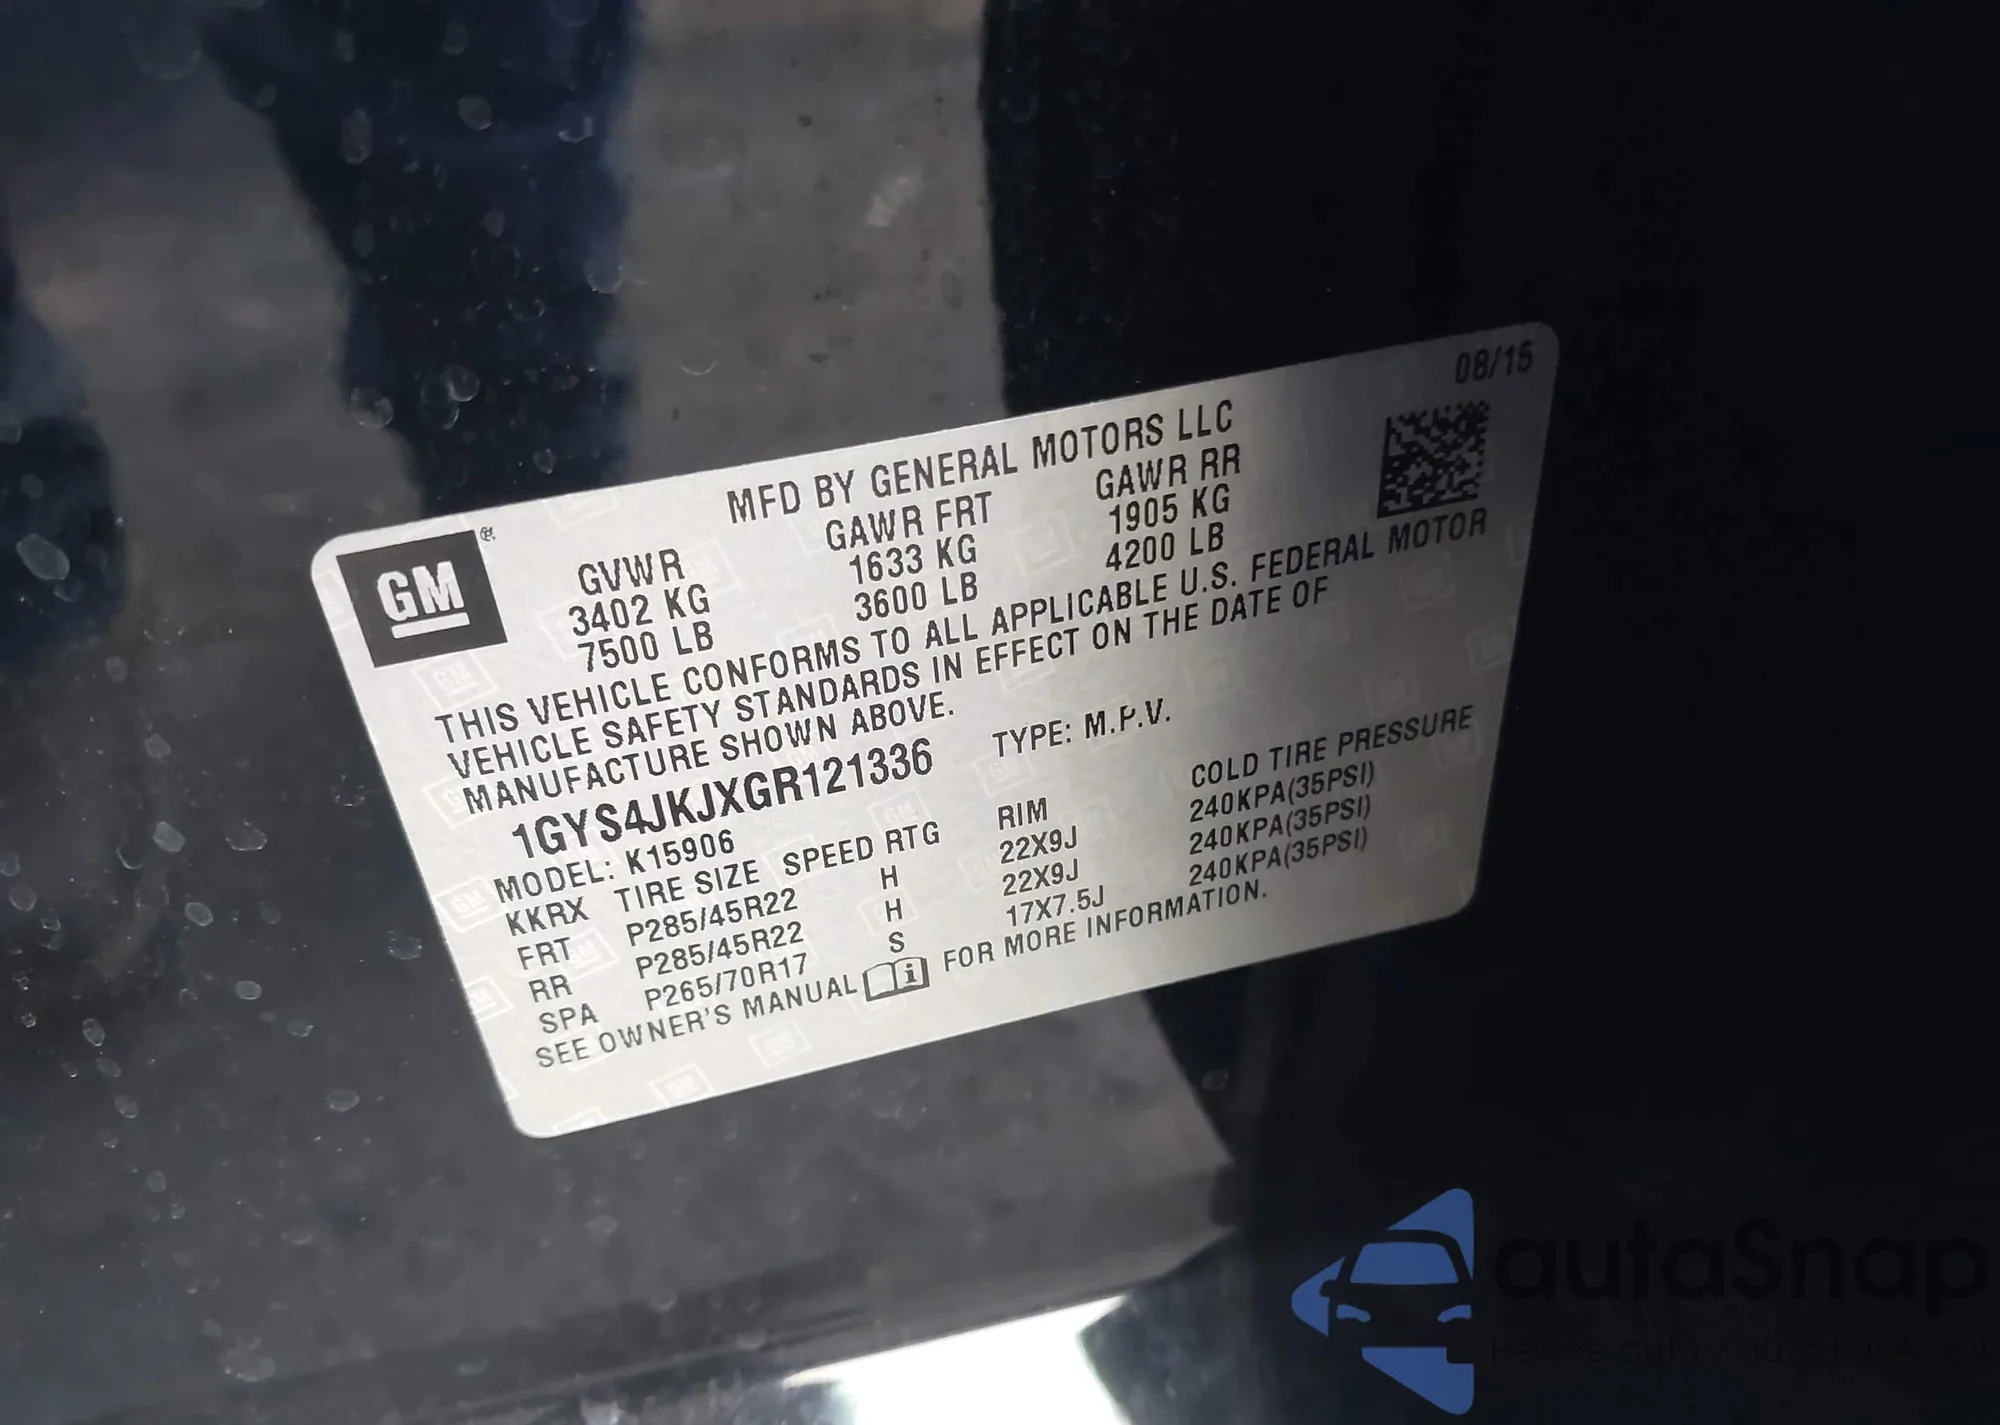 08/15
MFD BY GENERAL MOTORS LLC
GM
GVWR GAWR FRT GAWR RR
3402 KG 1633 KG 1905 KG
7500 LB 3600 LB 4200 LB
THIS VEHICLE CONFORMS TO ALL APPLICABLE U.S. FEDERAL MOTOR
VEHICLE SAFETY STANDARDS IN EFFECT ON THE DATE OF
MANUFACTURE SHOWN ABOVE.
1GYS4JKJXGR121336 TYPE: M.P.V.
MODEL: K15906
KKRX TIRE SIZE SPEED RTG RIM COLD TIRE PRESSURE
FRT P285/45R22 H 22X9J 240KPA(35PSI)
RR P285/45R22 H 22X9J 240KPA(35PSI)
SPA P265/70R17 S 17X7.5J 240KPA(35PSI)
SEE OWNER'S MANUAL i FOR MORE INFORMATION.
autaSnap